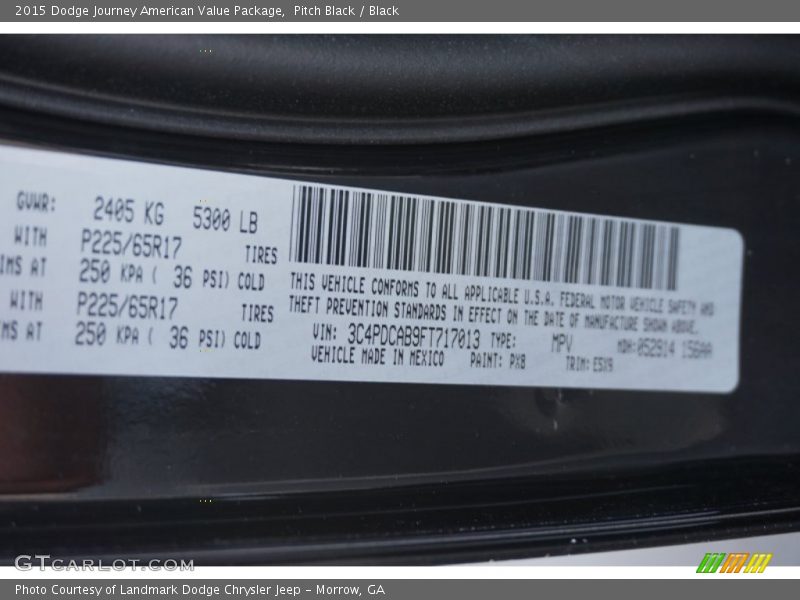 2015 Dodge Journey American Value Package, Pitch Black / Black
GVWR: 2405 KG 5300 LB
WITH P225/65R17 TIRES
IMS AT 250 KPA ( 36 PSI) COLD
WITH P225/65R17 TIRES
IMS AT 250 KPA ( 36 PSI) COLD
THIS VEHICLE CONFORMS TO ALL APPLICABLE U.S.A. FEDERAL MOTOR VEHICLE SAFETY AND
THEFT PREVENTION STANDARDS IN EFFECT ON THE DATE OF MANUFACTURE SHOWN ABOVE.
VIN: 3C4PDCAB9FT717013 TYPE: MPV MDH: 052914 156AA
VEHICLE MADE IN MEXICO PAINT: PX8 TRIM: E5X9
GTCARLOT.COM
Photo Courtesy of Landmark Dodge Chrysler Jeep – Morrow, GA